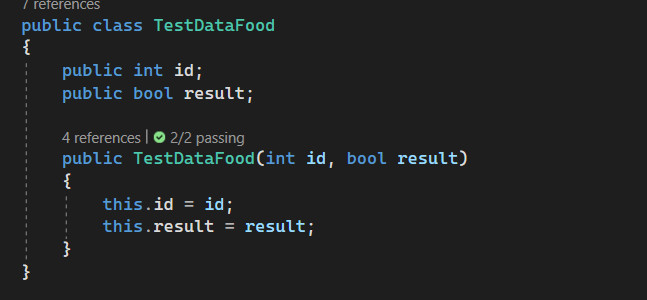 7 references
public class TestDataFood
{
public int id;
public bool result;
4 references | 2/2 passing
public TestDataFood(int id, bool result)
{
this.id = id;
this.result = result;
}
}